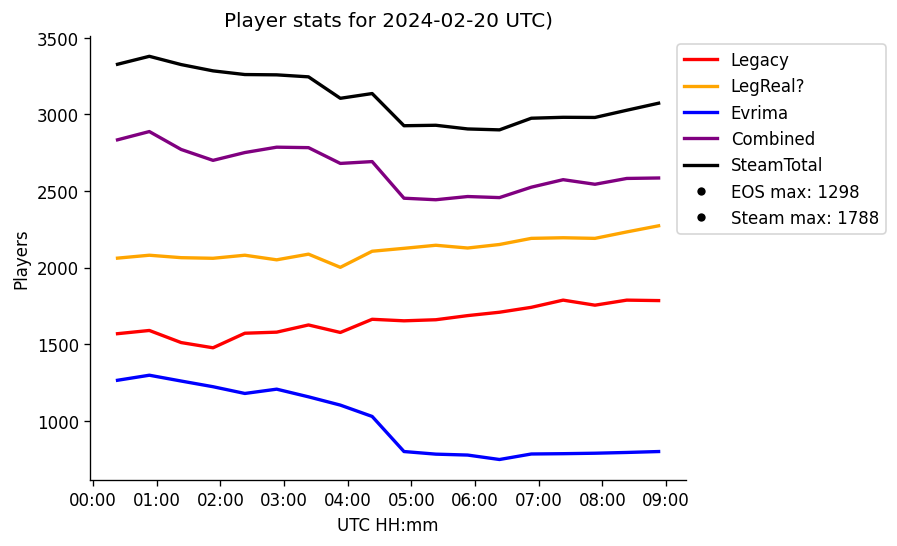 Player stats for 2024-02-20 UTC)
Players
3500
3000
2500
2000
1500
1000
00:00 01:00 02:00 03:00 04:00 05:00 06:00 07:00 08:00 09:00
UTC HH:mm
Legacy
LegReal?
Evrima
Combined
SteamTotal
EOS max: 1298
Steam max: 1788